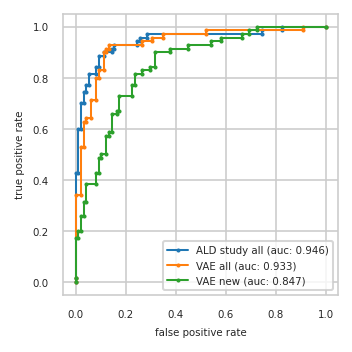 true positive rate
1.0
0.8
0.6
0.4
0.2
0.0
ALD study all (auc: 0.946)
VAE all (auc: 0.933)
VAE new (auc: 0.847)
0.0 0.2 0.4 0.6 0.8 1.0
false positive rate